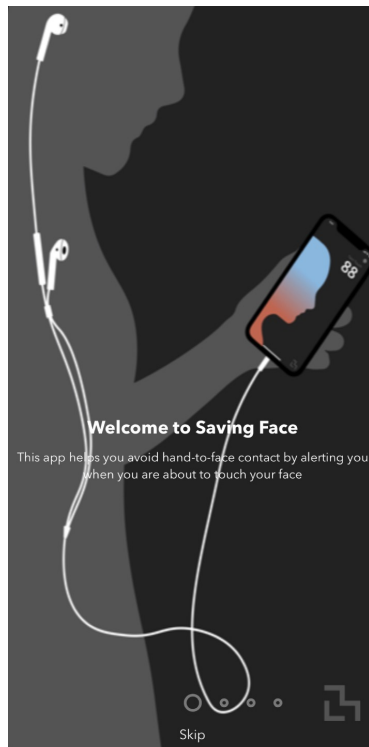 88
Welcome to Saving Face
This app helps you avoid hand-to-face contact by alerting you
when you are about to touch your face
Skip